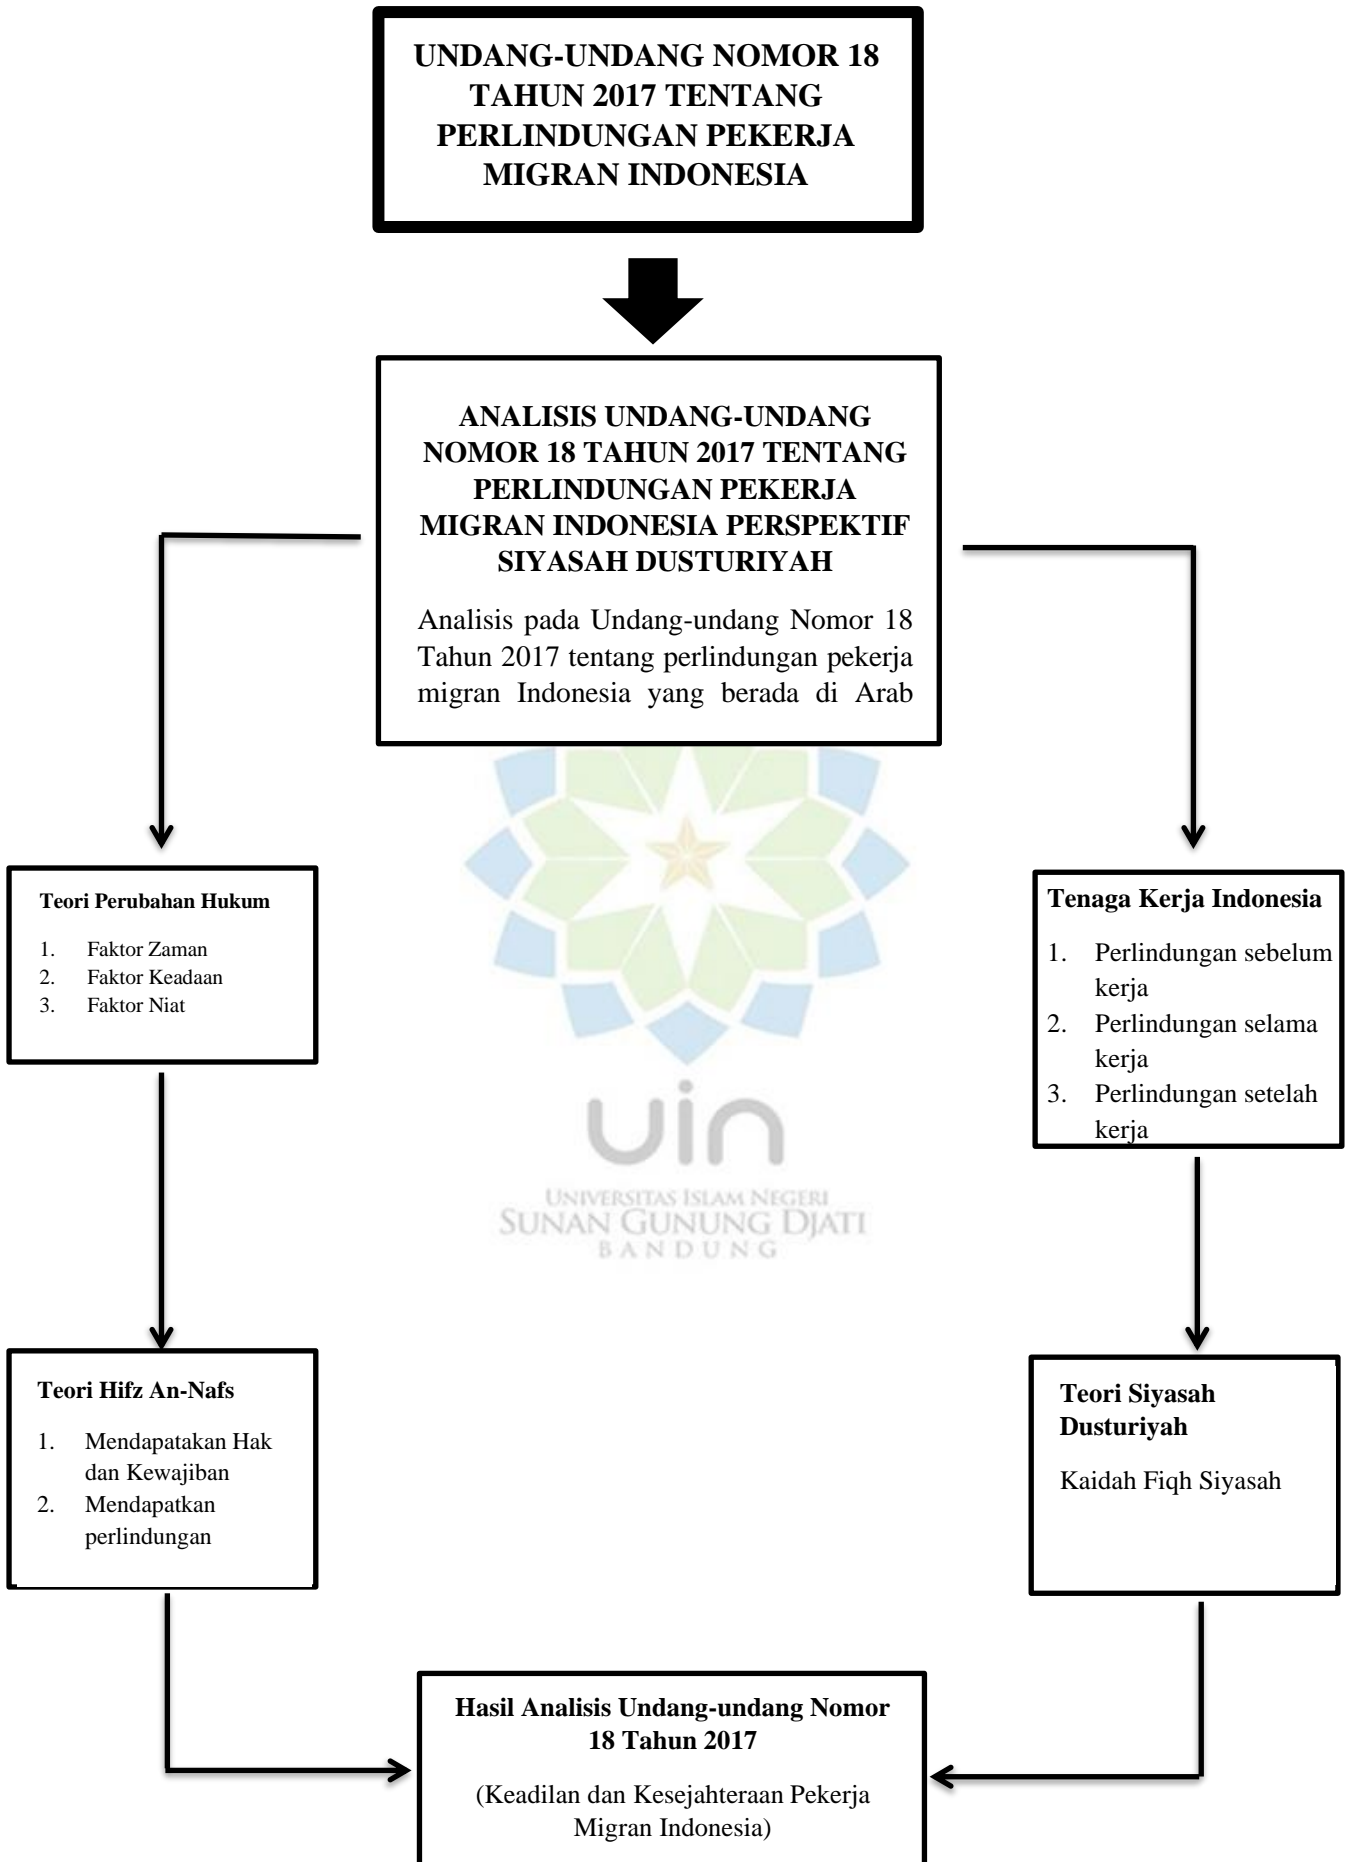 UNDANG-UNDANG NOMOR 18
TAHUN 2017 TENTANG
PERLINDUNGAN PEKERJA
MIGRAN INDONESIA
ANALISIS UNDANG-UNDANG
NOMOR 18 TAHUN 2017 TENTANG
PERLINDUNGAN PEKERJA
MIGRAN INDONESIA PERSPEKTIF
SIYASAH DUSTURIYAH
Analisis pada Undang-undang Nomor 18
Tahun 2017 tentang perlindungan pekerja
migran Indonesia yang berada di Arab
Teori Perubahan Hukum
1. Faktor Zaman
2. Faktor Keadaan
3. Faktor Niat
Tenaga Kerja Indonesia
1. Perlindungan sebelum
kerja
2. Perlindungan selama
kerja
3. Perlindungan setelah
kerja
uin
UNIVERSITAS ISLAM NEGERI
SUNAN GUNUNG DJATI
BANDUNG
Teori Hifz An-Nafs
1. Mendapatakan Hak
dan Kewajiban
2. Mendapatkan
perlindungan
Teori Siyasah
Dusturiyah
Kaidah Fiqh Siyasah
Hasil Analisis Undang-undang Nomor
18 Tahun 2017
(Keadilan dan Kesejahteraan Pekerja
Migran Indonesia)